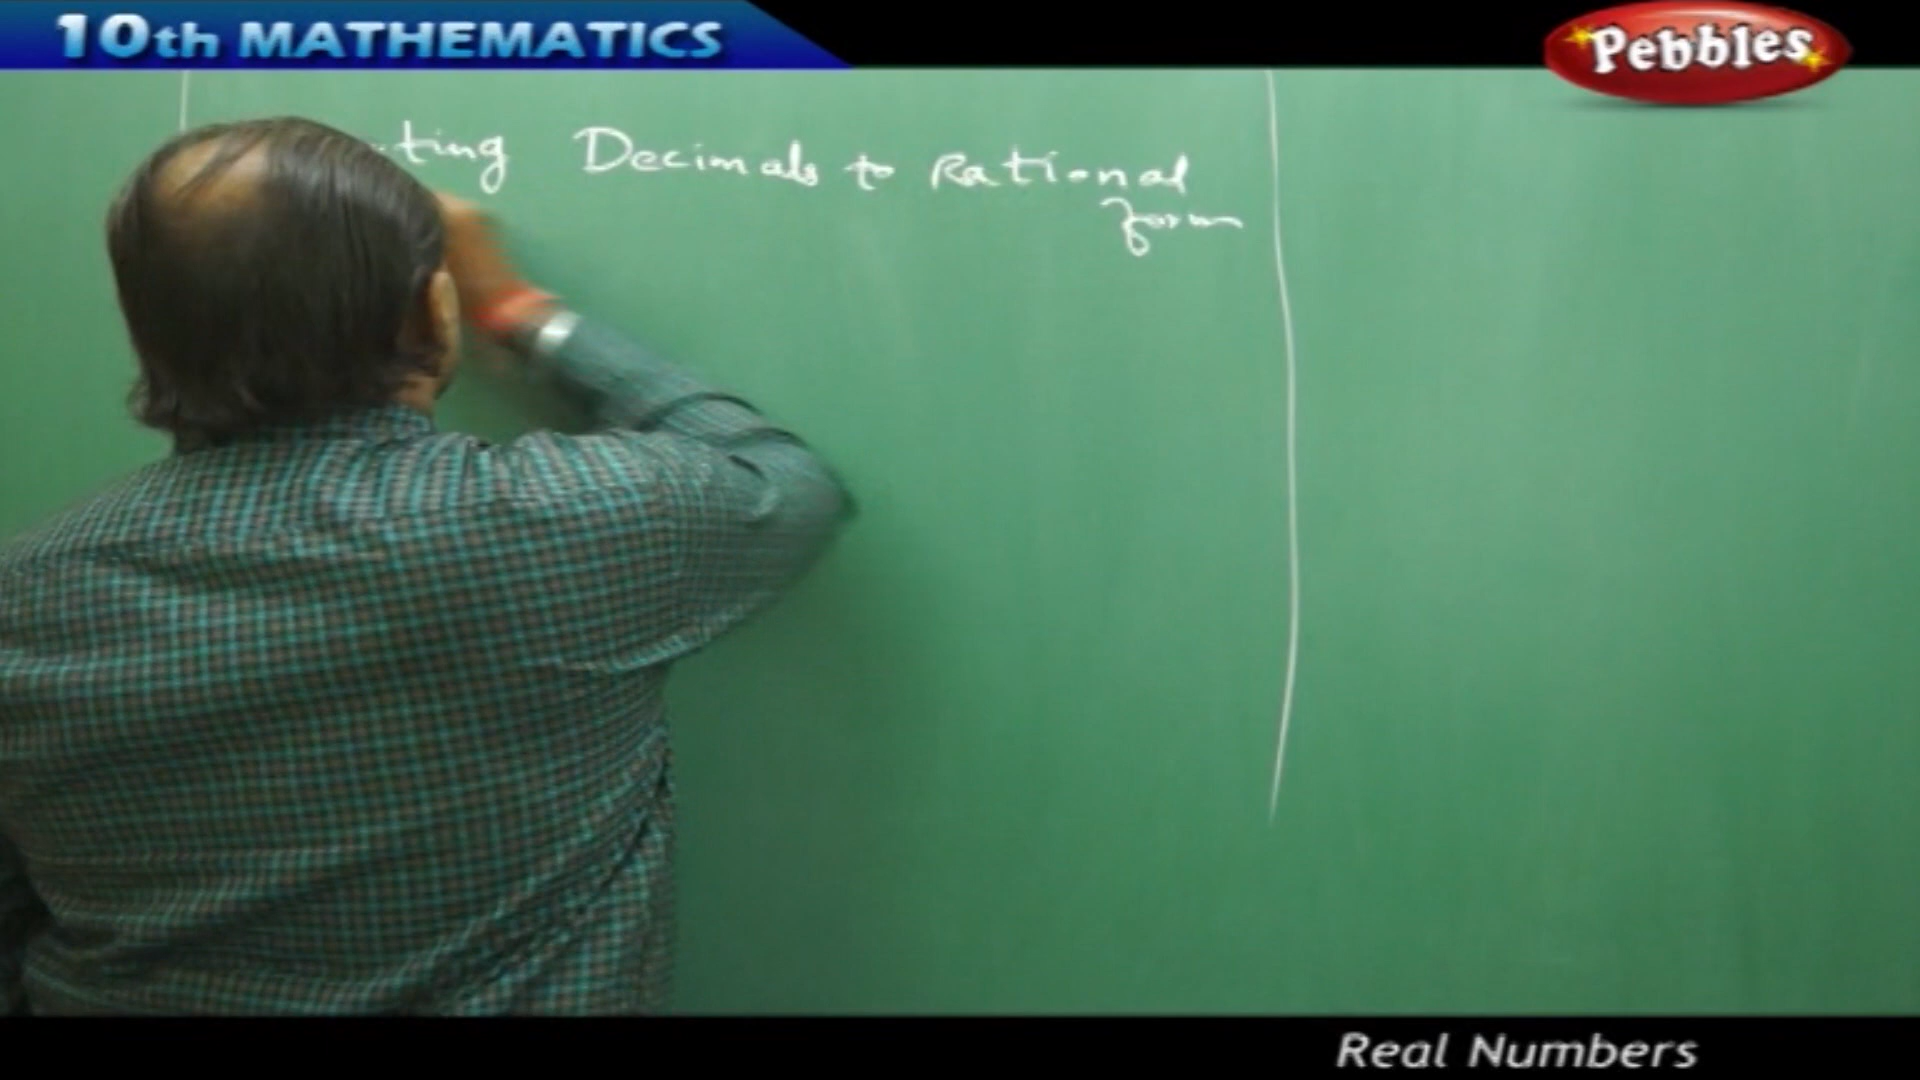 10th MATHEMATICS
Pebbles
ting Decimals to Rational
form
Real Numbers